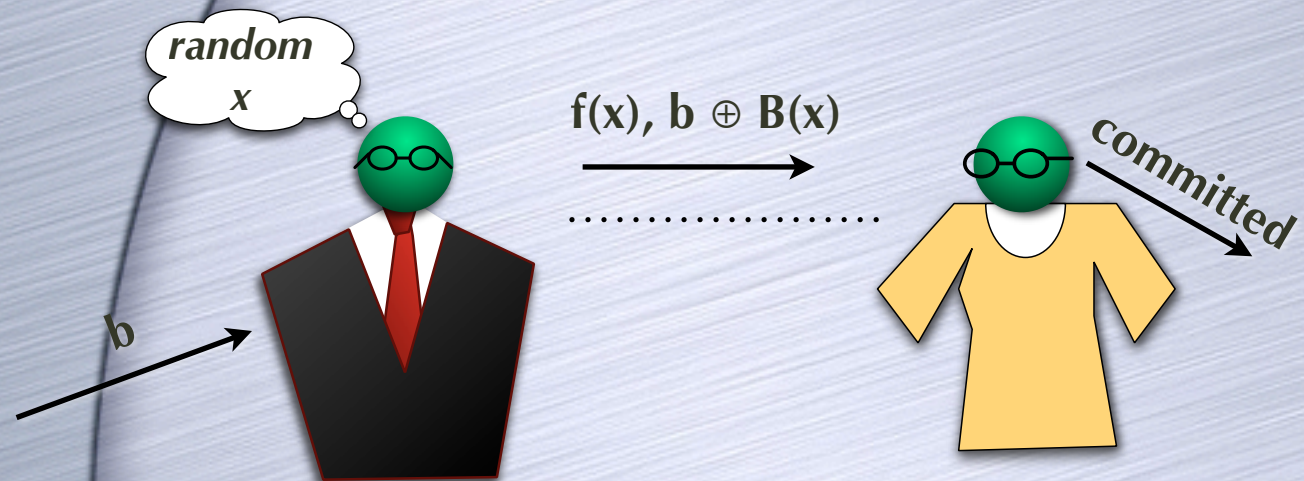 random
x
f(x), b ⊕ B(x)
committed
b